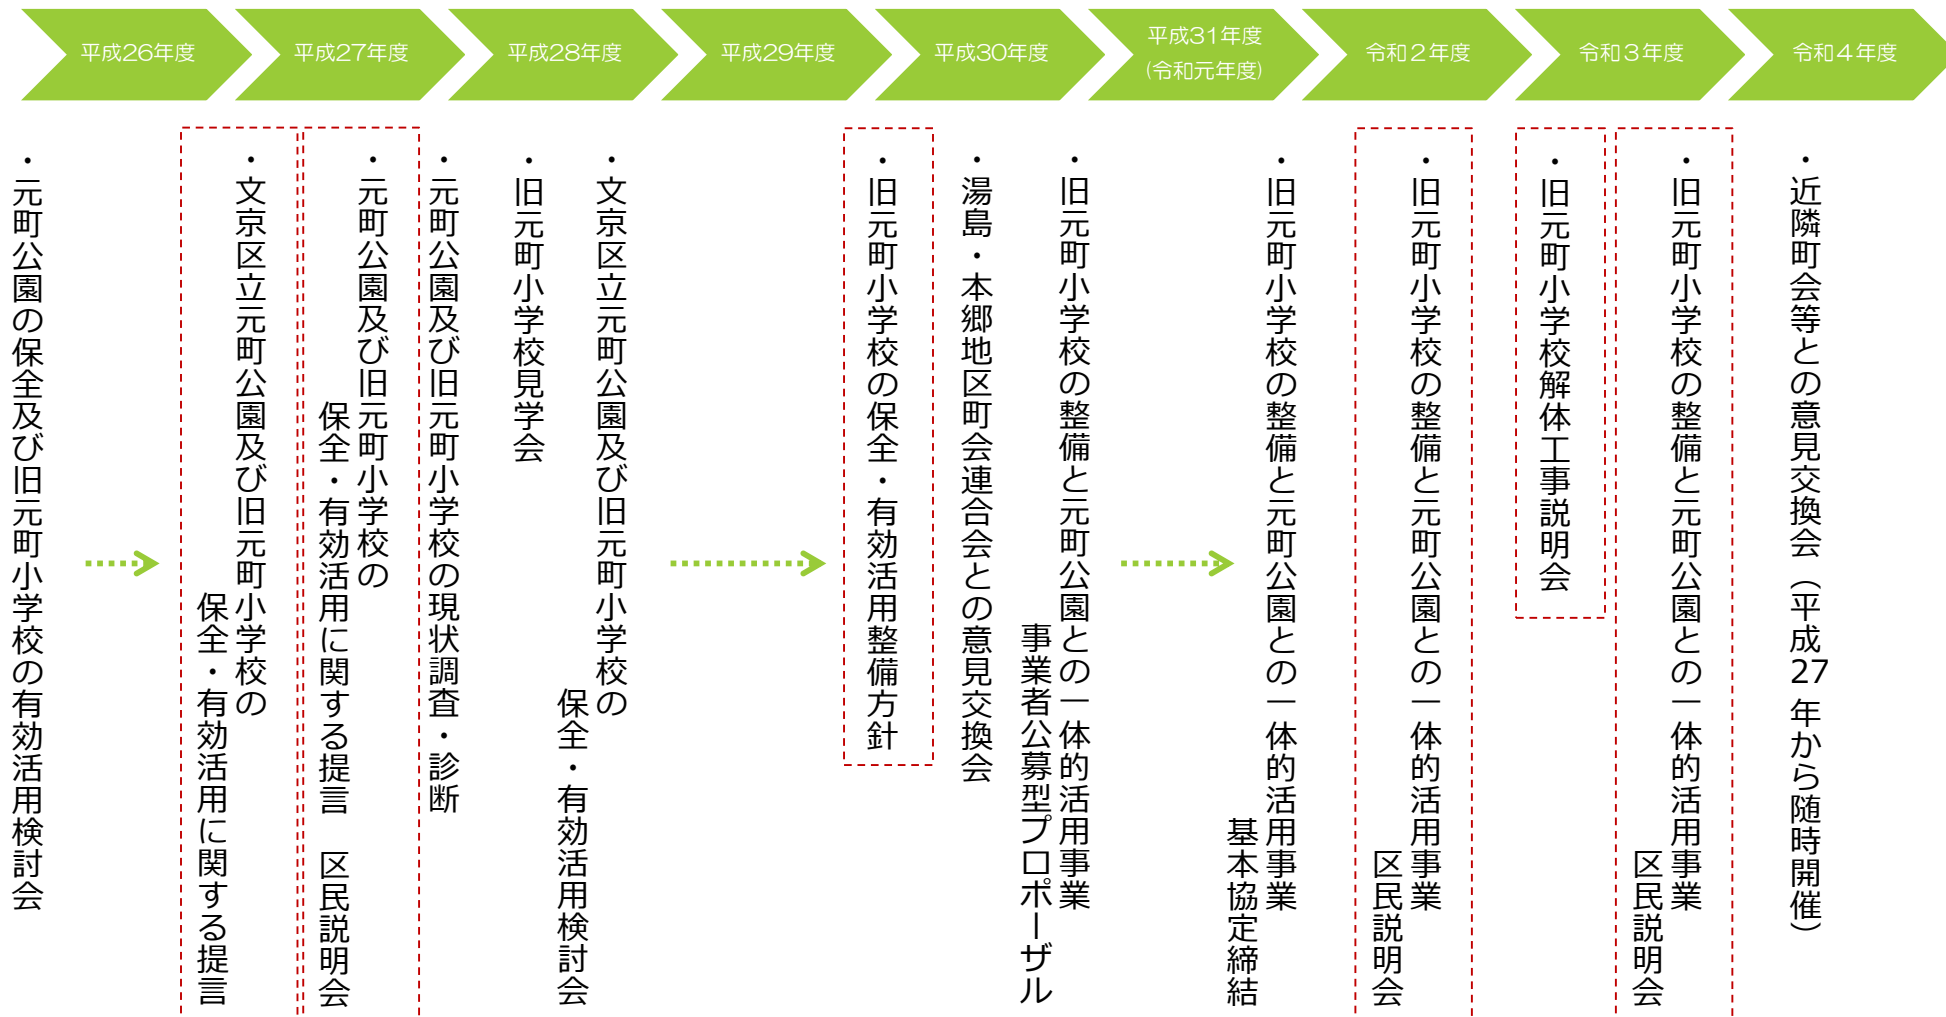 平成26年度
平成27年度
平成28年度
平成29年度
平成30年度
平成31年度
(令和元年度)
令和２年度
令和３年度
令和４年度
・元町公園の保全及び旧元町小学校の有効活用検討会
・文京区立元町公園及び旧元町小学校の
保全・有効活用に関する提言
・元町公園及び旧元町小学校の
保全・有効活用に関する提言　区民説明会
・元町公園及び旧元町小学校の現状調査・診断
・旧元町小学校見学会
・文京区立元町公園及び旧元町小学校の
保全・有効活用検討会
・旧元町小学校の保全・有効活用整備方針
・湯島・本郷地区町会連合会との意見交換会
・旧元町小学校の整備と元町公園との一体的活用事業
事業者公募型プロポーザル
・旧元町小学校の整備と元町公園との一体的活用事業
基本協定締結
・旧元町小学校の整備と元町公園との一体的活用事業
区民説明会
・旧元町小学校解体工事説明会
・旧元町小学校の整備と元町公園との一体的活用事業
区民説明会
・近隣町会等との意見交換会（平成27年から随時開催）